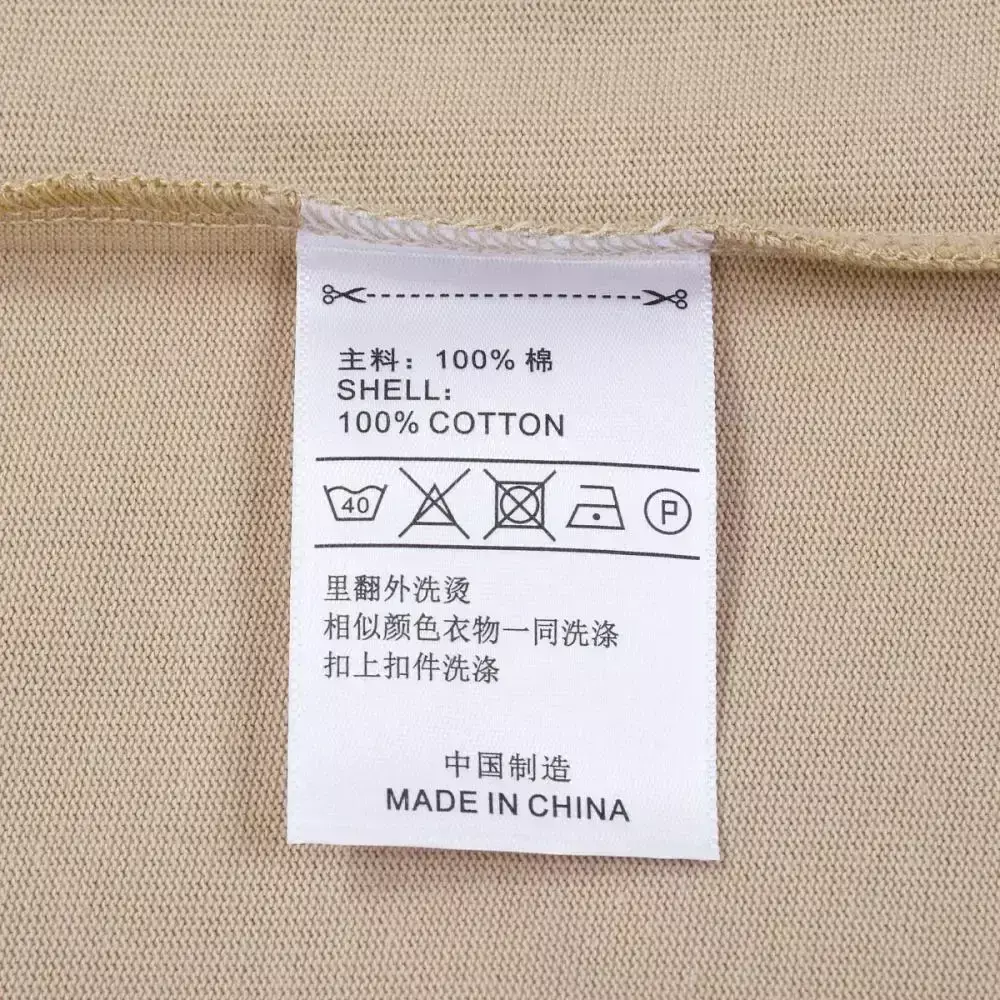 主料：100% 棉
SHELL：
100% COTTON
40
P
里翻外洗烫
相似颜色衣物一同洗涤
扣上扣件洗涤
中国制造
MADE IN CHINA